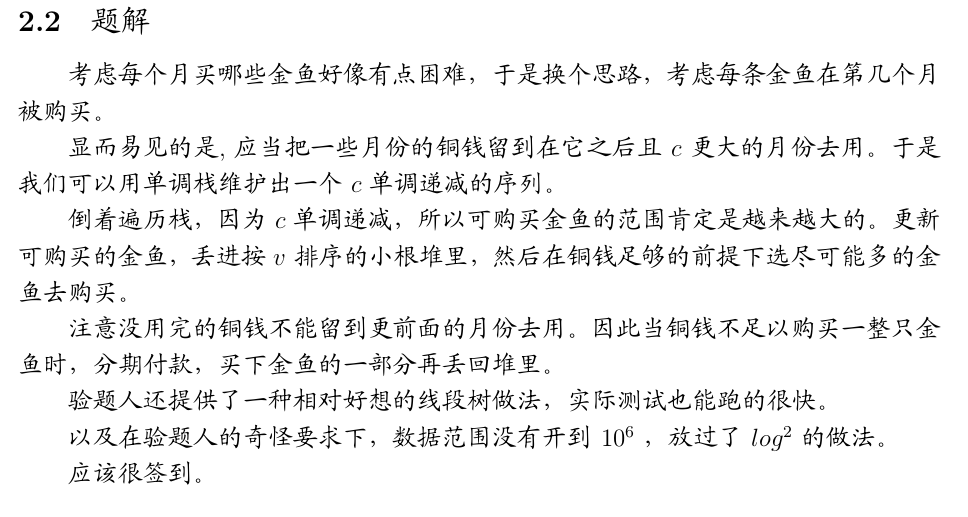 2.2 题解
考虑每个月买哪些金鱼好像有点困难，于是换个思路，考虑每条金鱼在第几个月
被购买。
显而易见的是, 应当把一些月份的铜钱留到在它之后且 c 更大的月份去用。于是
我们可以用单调栈维护出一个 c 单调递减的序列。
倒着遍历栈，因为 c 单调递减，所以可购买金鱼的范围肯定是越来越大的。更新
可购买的金鱼，丢进按 v 排序的小根堆里，然后在铜钱足够的前提下选尽可能多的金
鱼去购买。
注意没用完的铜钱不能留到更前面的月份去用。因此当铜钱不足以购买一整只金
鱼时，分期付款，买下金鱼的一部分再丢回堆里。
验题人还提供了一种相对好想的线段树做法，实际测试也能跑的很快。
以及在验题人的奇怪要求下，数据范围没有开到 10^6 ，放过了 log^2 的做法。
应该很签到。